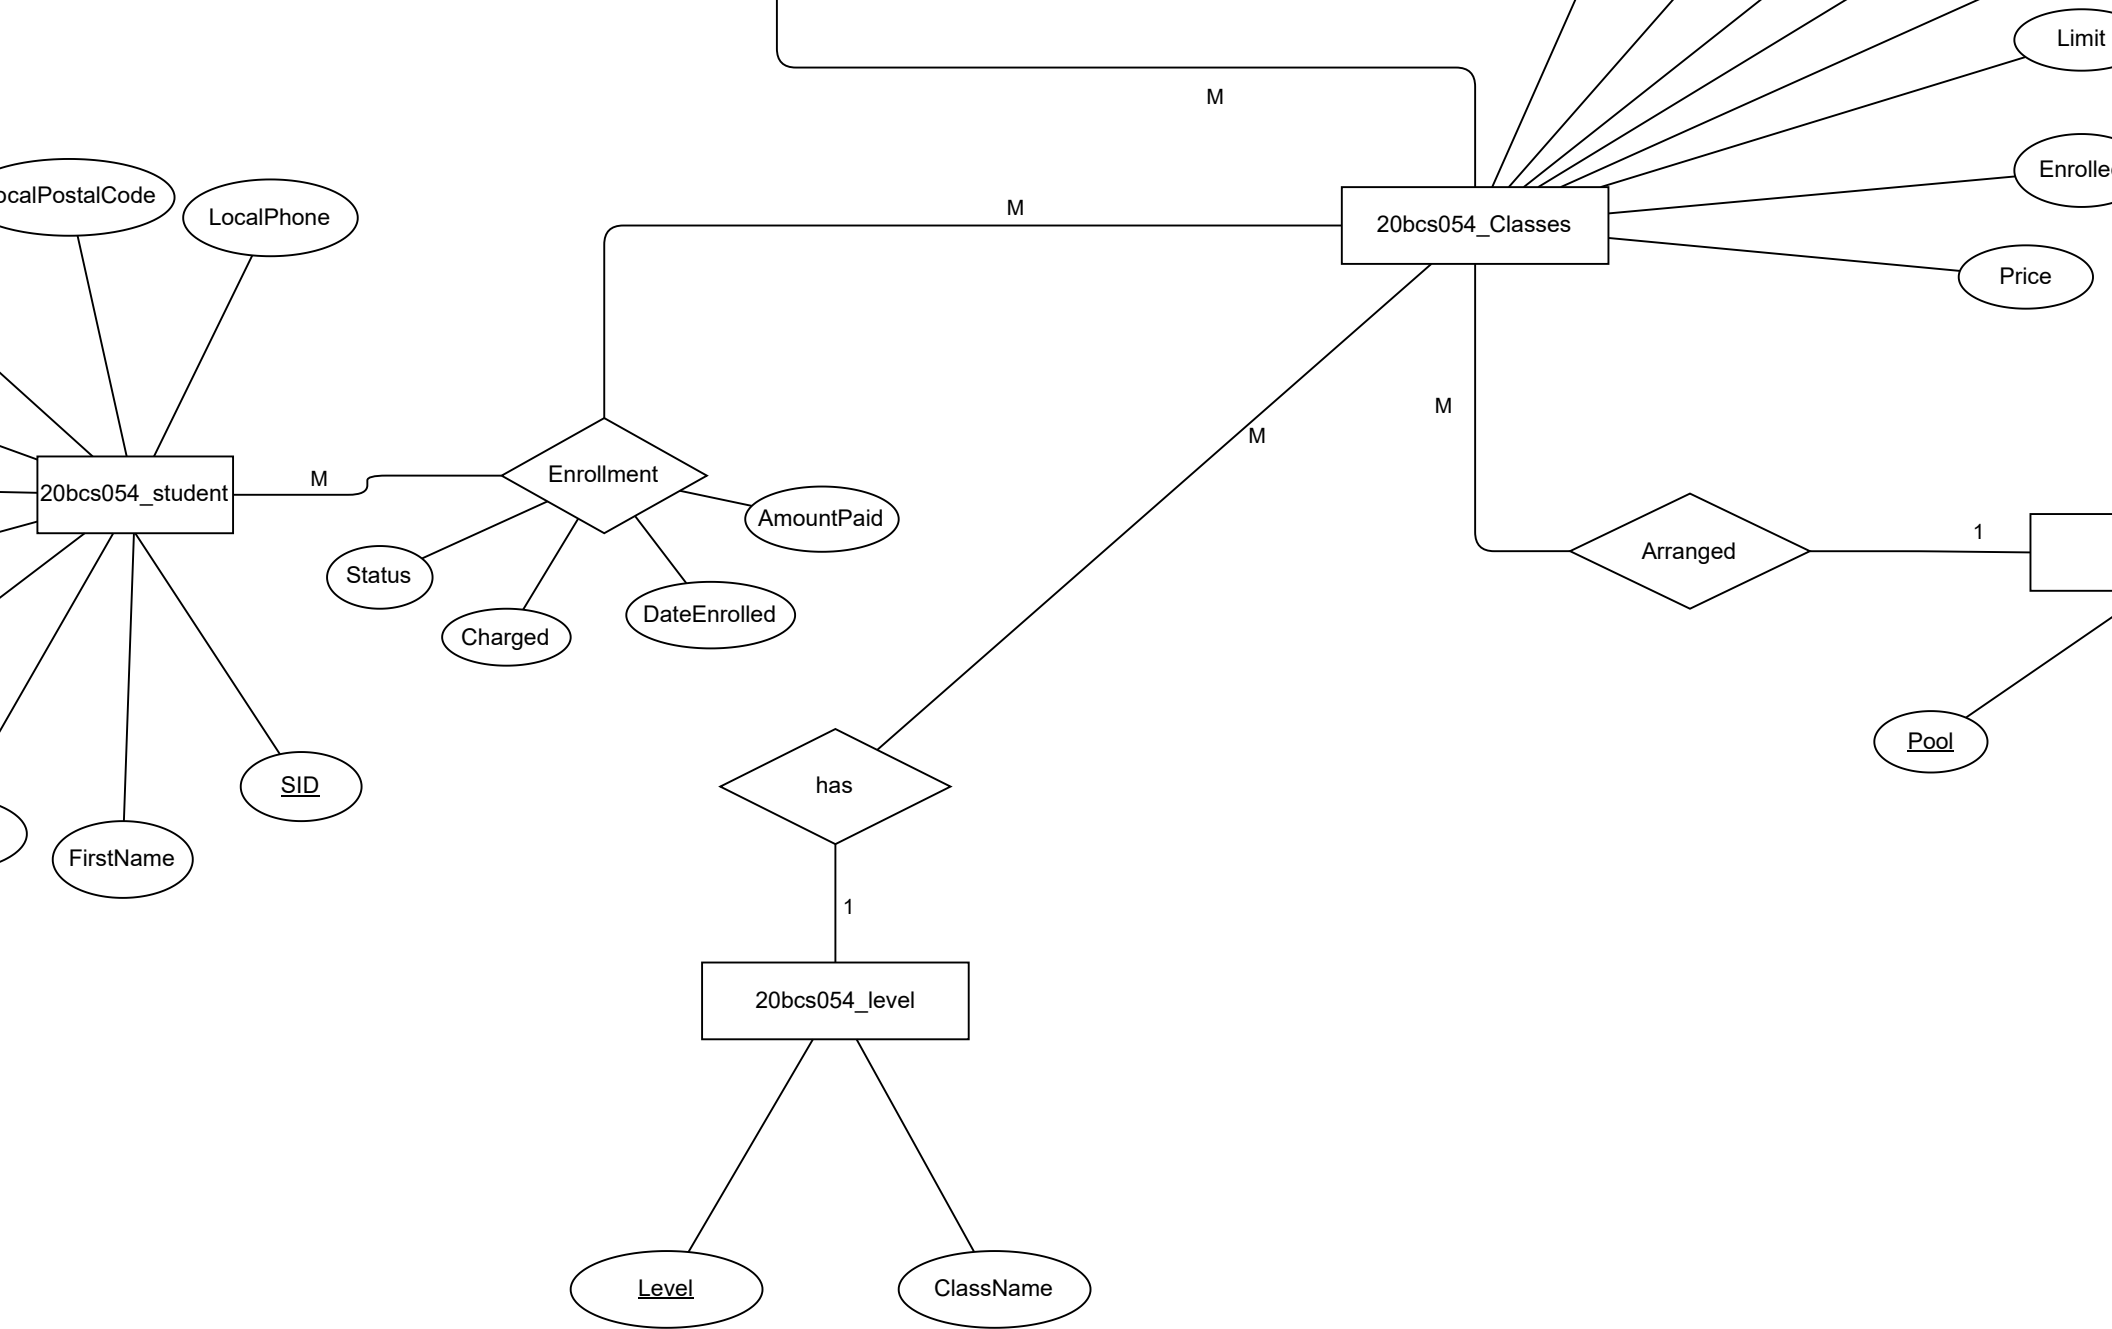 Limit
M
Enrolle
ocalPostalCode
LocalPhone
M
20bcs054_Classes
Price
M
M
M
Enrollment
20bcs054_student
AmountPaid
1
Arranged
Status
DateEnrolled
Charged
Pool
has
SID
FirstName
1
20bcs054_level
Level
ClassName